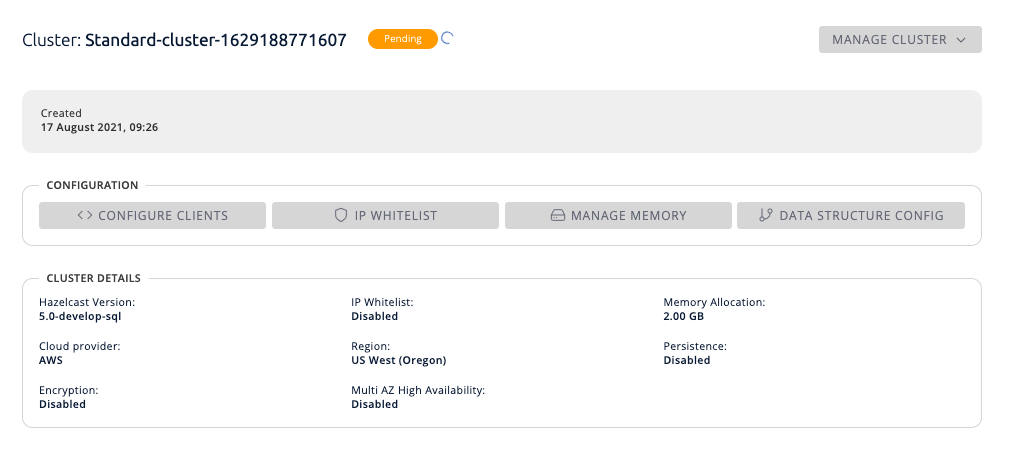 Cluster: Standard-cluster-1629188771607 Pending MANAGE CLUSTER
Created
17 August 2021, 09:26
CONFIGURATION
CONFIGURE CLIENTS IP WHITELIST MANAGE MEMORY DATA STRUCTURE CONFIG
CLUSTER DETAILS
Hazelcast Version: IP Whitelist: Memory Allocation:
5.0-develop-sql Disabled 2.00 GB
Cloud provider: Region: Persistence:
AWS US West (Oregon) Disabled
Encryption: Multi AZ High Availability:
Disabled Disabled